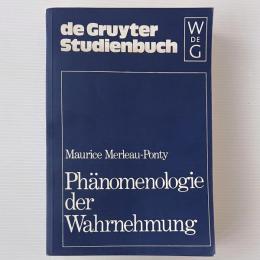 de Gruyter
Studienbuch
W
DE
G
Maurice Merleau-Ponty
Phänomenologie
der
Wahrnehmung